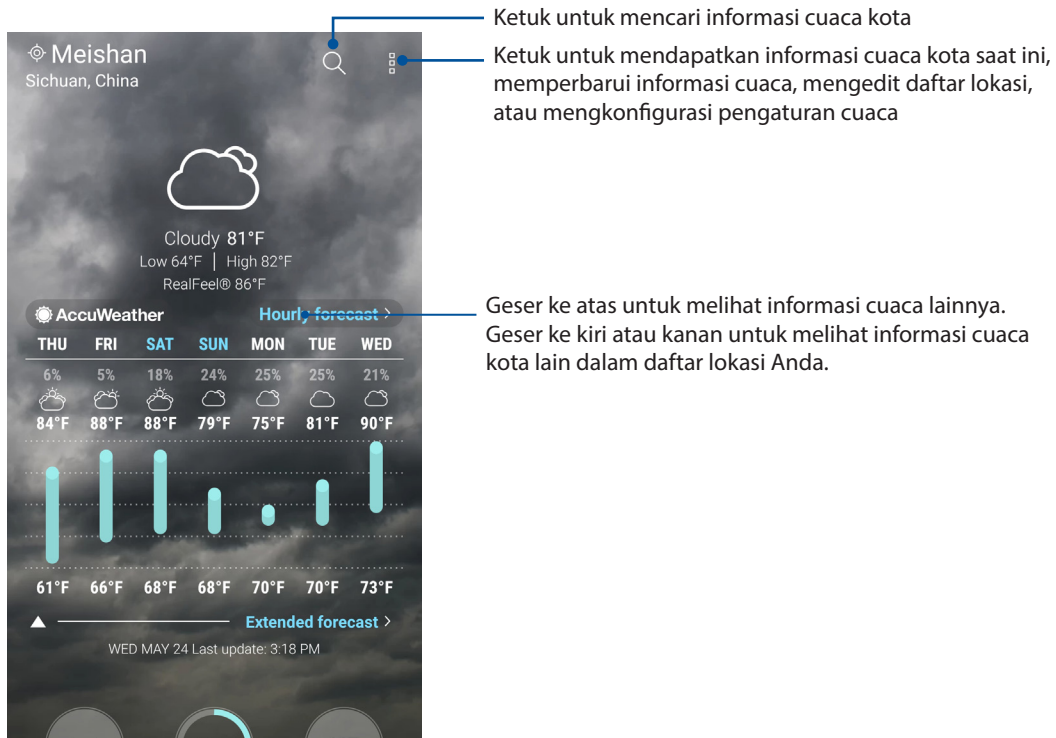 Ketuk untuk mencari informasi cuaca kota
Meishan
Sichuan, China
Ketuk untuk mendapatkan informasi cuaca kota saat ini,
memperbarui informasi cuaca, mengedit daftar lokasi,
atau mengkonfigurasi pengaturan cuaca
Cloudy 81°F
Low 64°F | High 82°F
RealFeel® 86°F
AccuWeather Hourly forecast >
Geser ke atas untuk melihat informasi cuaca lainnya.
Geser ke kiri atau kanan untuk melihat informasi cuaca
kota lain dalam daftar lokasi Anda.
THU FRI SAT SUN MON TUE WED
6% 5% 18% 24% 25% 25% 21%
84°F 88°F 88°F 79°F 75°F 81°F 90°F
61°F 66°F 68°F 68°F 70°F 70°F 73°F
Extended forecast >
WED MAY 24 Last update: 3:18 PM